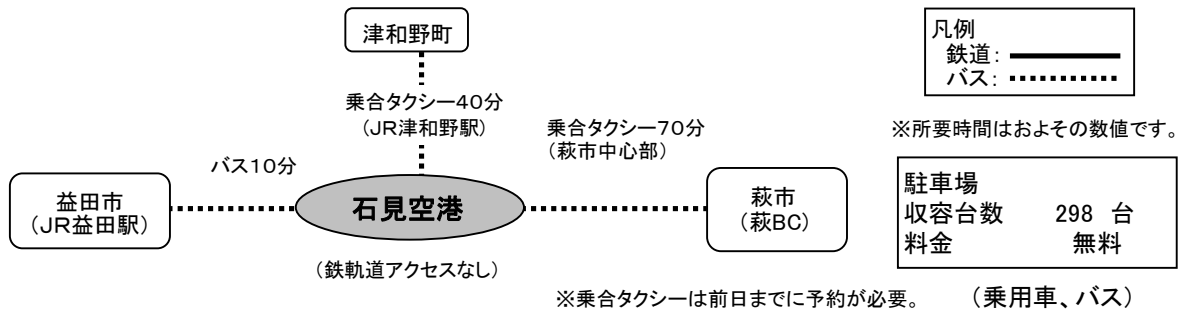 津和野町
凡例
鉄道:
バス:
乗合タクシー40分
(JR津和野駅)
乗合タクシー70分
(萩市中心部)
※所要時間はおよその数値です。
バス10分
益田市
(JR益田駅)
石見空港
萩市
(萩BC)
駐車場
収容台数 298 台
料金 無料
(鉄軌道アクセスなし)
※乗合タクシーは前日までに予約が必要。
(乗用車、バス)